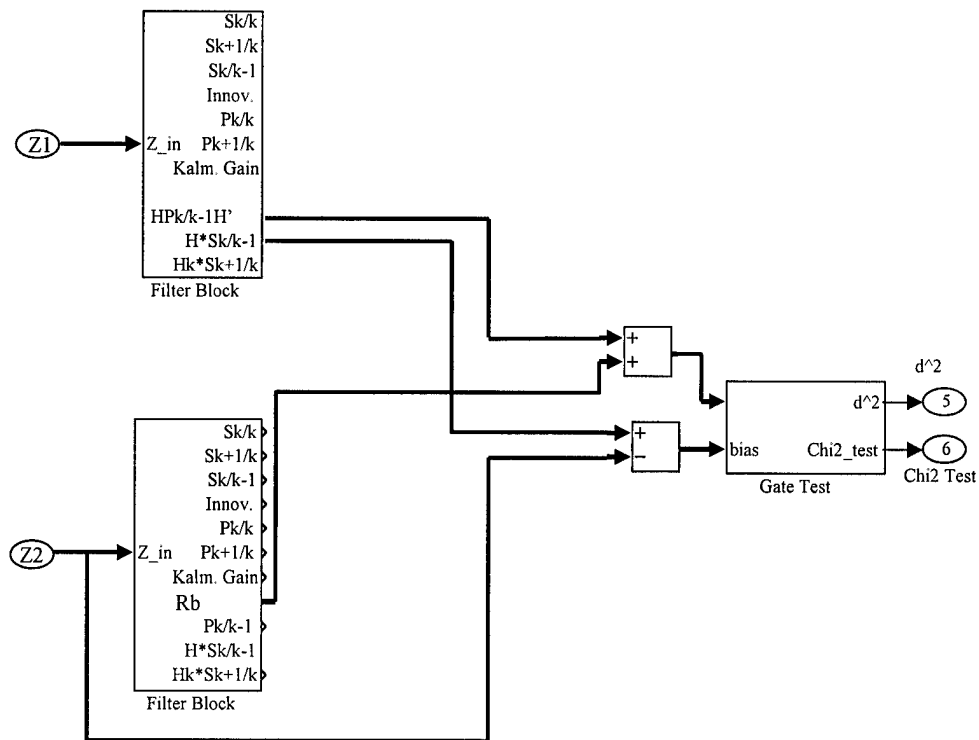 Sk/k
Sk+1/k
Sk/k-1
Innov.
Pk/k
Z1
Z_in Pk+1/k
Kalm. Gain
HPk/k-1H'
H*Sk/k-1
Hk*Sk+1/k
Filter Block
+
+
+
−
d^2
d^2
5
bias
Chi2_test
6
Gate Test
Chi2 Test
Sk/k
Sk+1/k
Sk/k-1
Innov.
Pk/k
Z2
Z_in Pk+1/k
Kalm. Gain
Rb
Pk/k-1
H*Sk/k-1
Hk*Sk+1/k
Filter Block